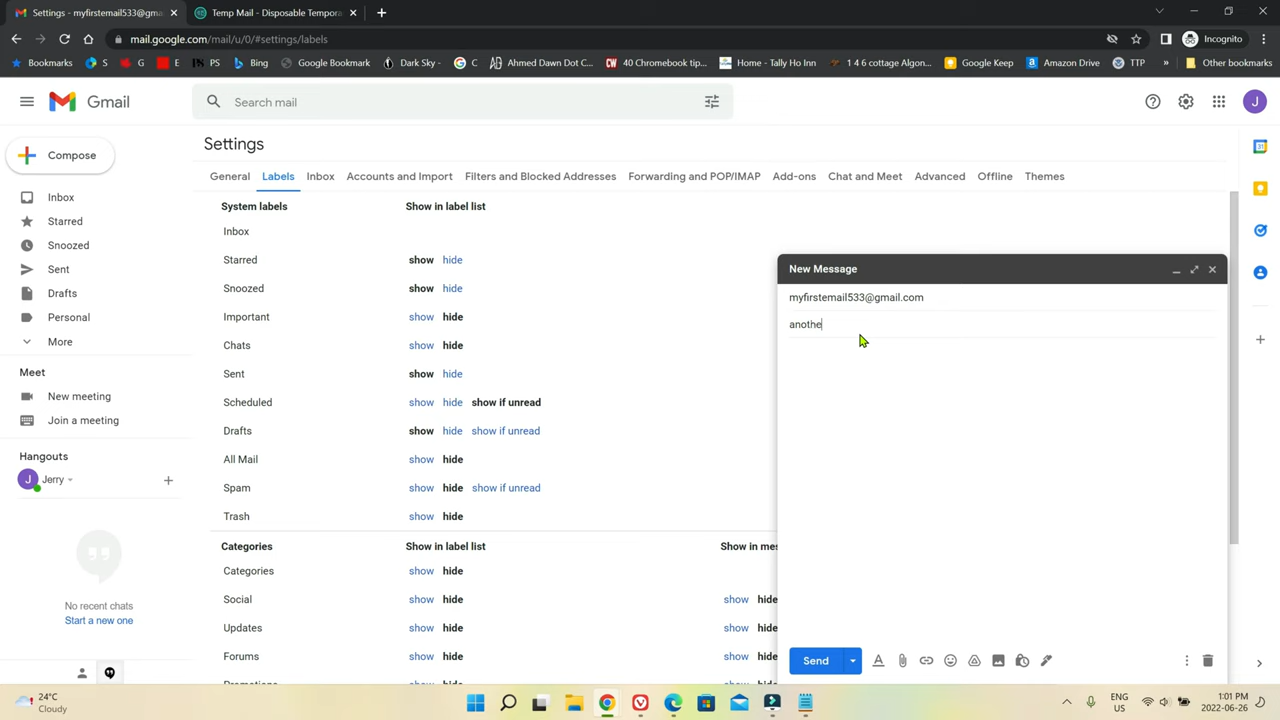 Settings - myfirstemail533@gma
Temp Mail - Disposable Tempora
mail.google.com/mail/u/0/#settings/labels
Incognito
Bookmarks
S
G
E
PS
Bing
Google Bookmark
Dark Sky -
C
Ahmed Dawn Dot C...
40 Chromebook tip...
Home - Tally Ho Inn
1 4 6 cottage Algon...
Google Keep
Amazon Drive
TTP
»
Other bookmarks
Gmail
Search mail
J
Compose
Inbox
Starred
Snoozed
Sent
Drafts
Personal
More
Meet
New meeting
Join a meeting
Hangouts
J Jerry
No recent chats
Start a new one
Settings
General Labels Inbox Accounts and Import Filters and Blocked Addresses Forwarding and POP/IMAP Add-ons Chat and Meet Advanced Offline Themes
System labels Show in label list
Inbox
Starred show hide
Snoozed show hide
Important show hide
Chats show hide
Sent show hide
Scheduled show hide show if unread
Drafts show hide show if unread
All Mail show hide
Spam show hide show if unread
Trash show hide
Categories Show in label list Show in mes
Categories show hide
Social show hide show hide
Updates show hide show hide
Forums show hide show hide
Promotions
New Message
myfirstemail533@gmail.com
anothe
Send
24°C
Cloudy
ENG
US
1:01 PM
2022-06-26